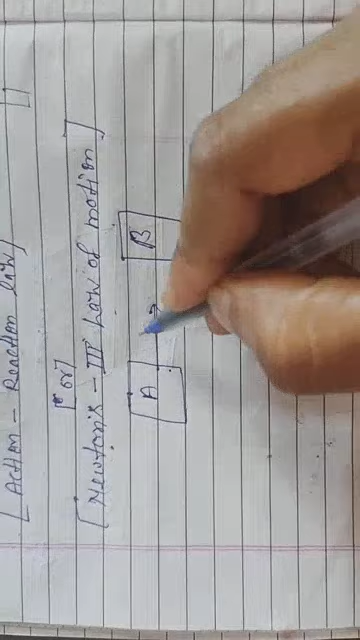 [Action - Reaction law]
[or]
[Newton's - III Law of motion]
A B